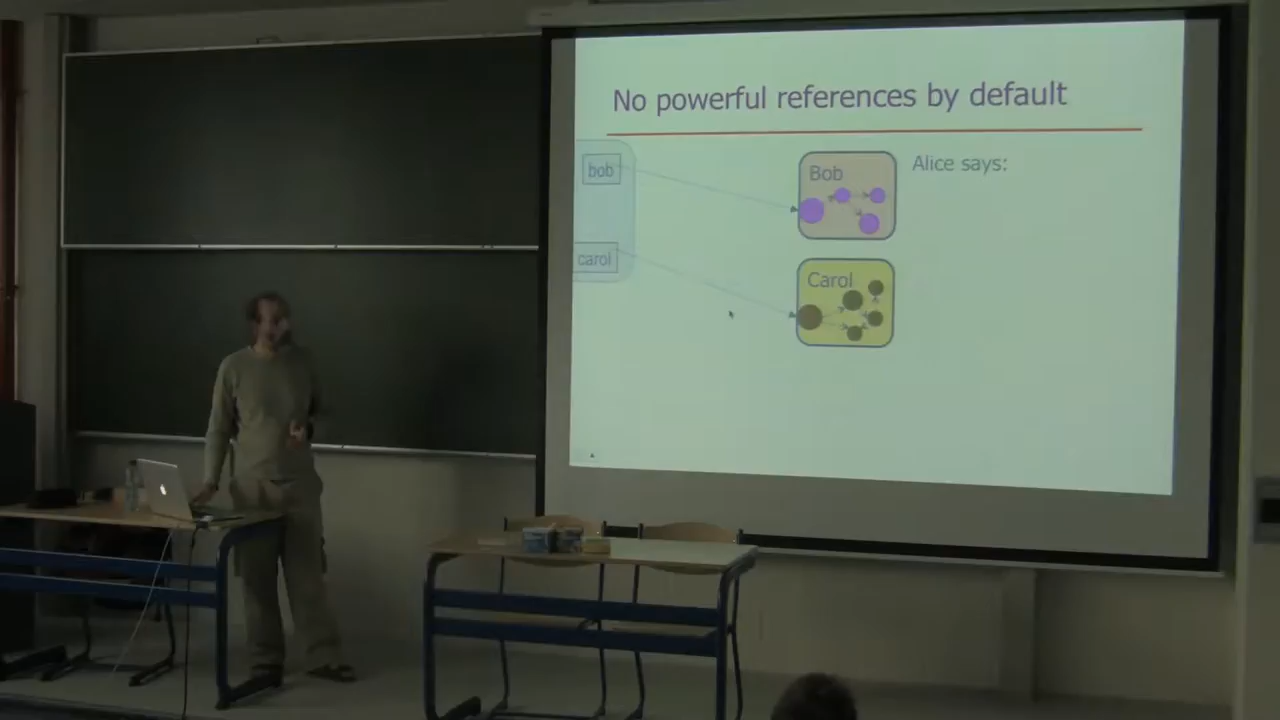 No powerful references by default
bob
Bob
Alice says:
carol
Carol